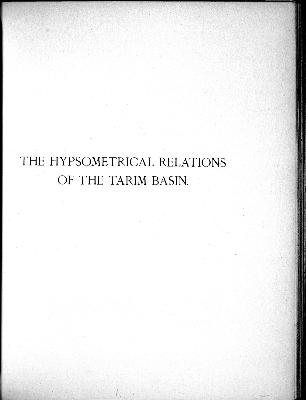 THE HYPSOMETRICAL RELATIONS
OF THE TARIM BASIN.